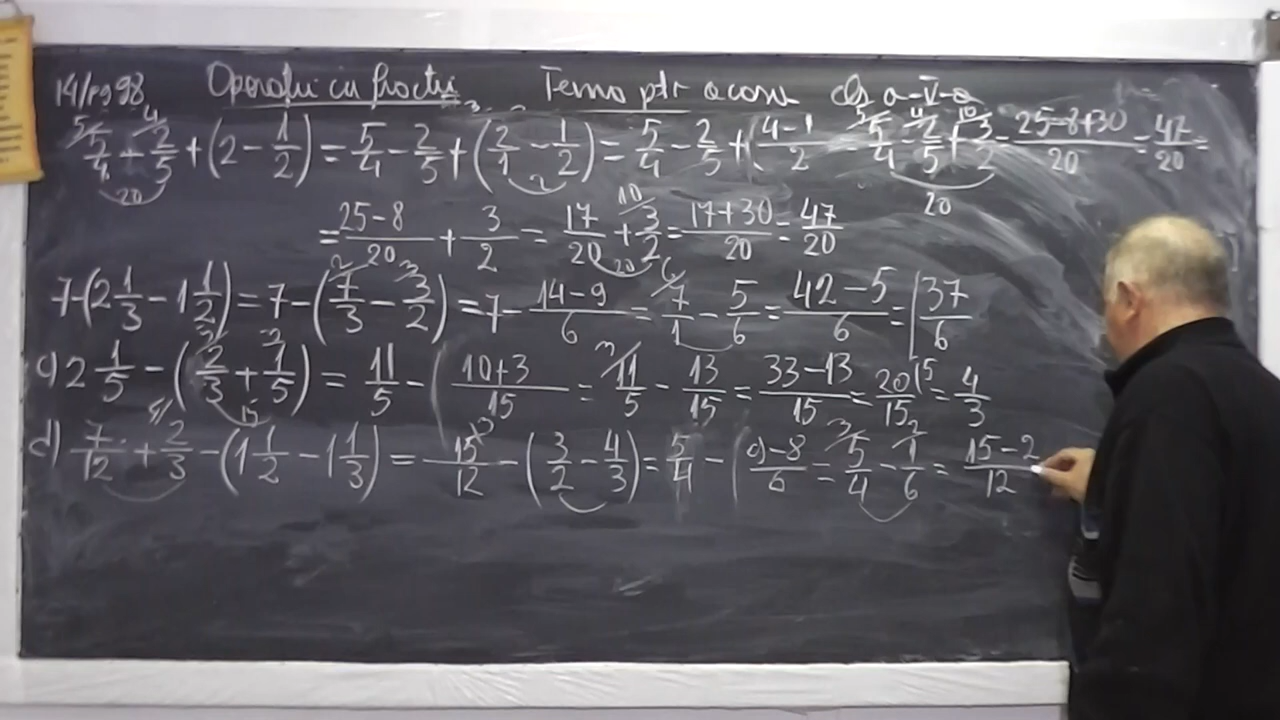 14/pg 98 Operații cu fracții Temo ptr acasa cls a-V-a
5/4 + 2/5 + (2 - 1/2) = 5/4 - 2/5 + (2/1 - 1/2) = 5/4 - 2/5 + (4-1/2 = 5/4 - 2/5 + 3/2 = 25-8+30/20 = 47/20 =
= 25-8/20 + 3/2 = 17/20 + 3/2 = 17+30/20 = 47/20
7-(2 1/3 - 1 1/2) = 7 - (7/3 - 3/2) = 7 - 14-9/6 = 7/1 - 5/6 = 42-5/6 = 37/6
c) 2 1/5 - (2/3 + 1/5) = 11/5 - (10+3/15 = 11/5 - 13/15 = 33-13/15 = 20/15 (5 = 4/3
d) 7/12 + 2/3 - (1 1/2 - 1 1/3) = 15/12 - (3/2 - 4/3) = 5/4 - (9-8/6 = 5/4 - 1/6 = 15-2/12